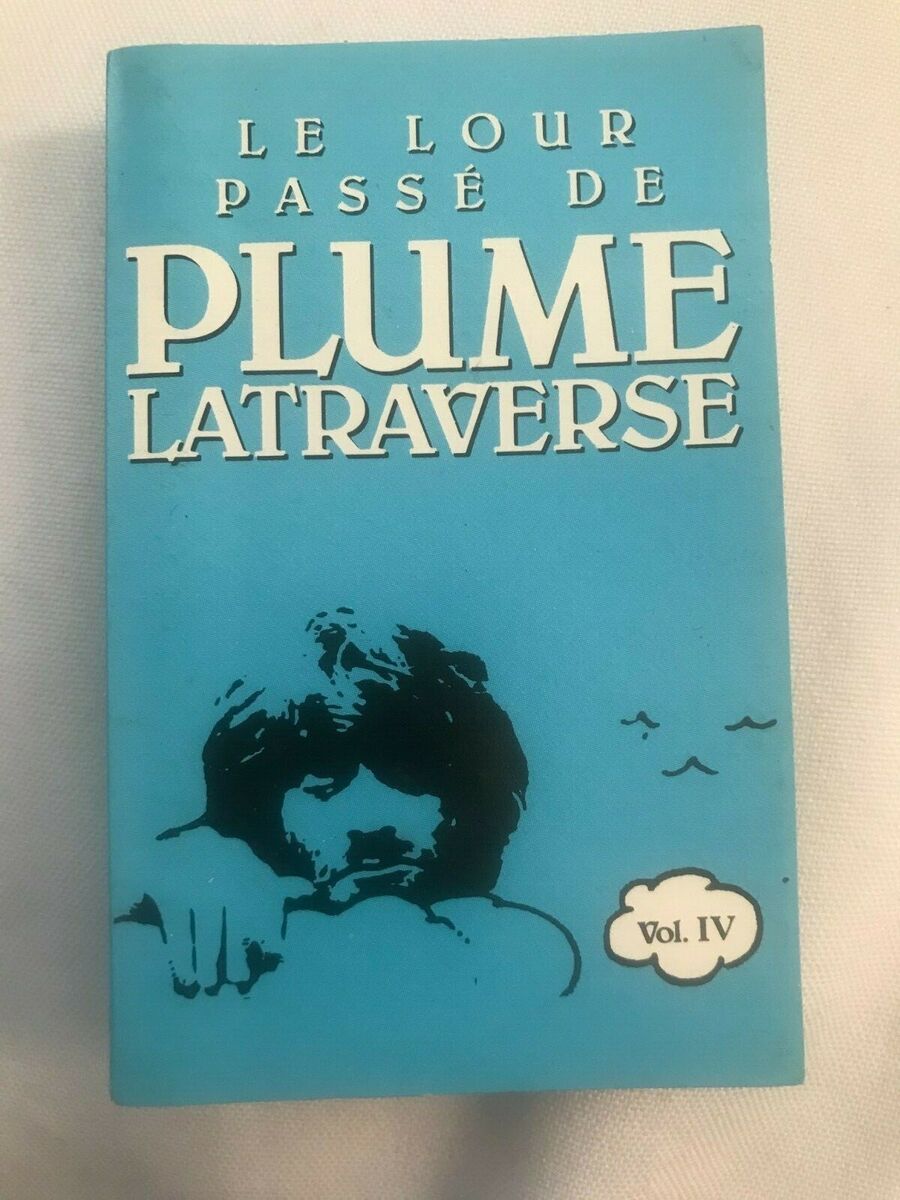 LE LOUR
PASSÉ DE
PLUME
LATRAVERSE
Vol. IV